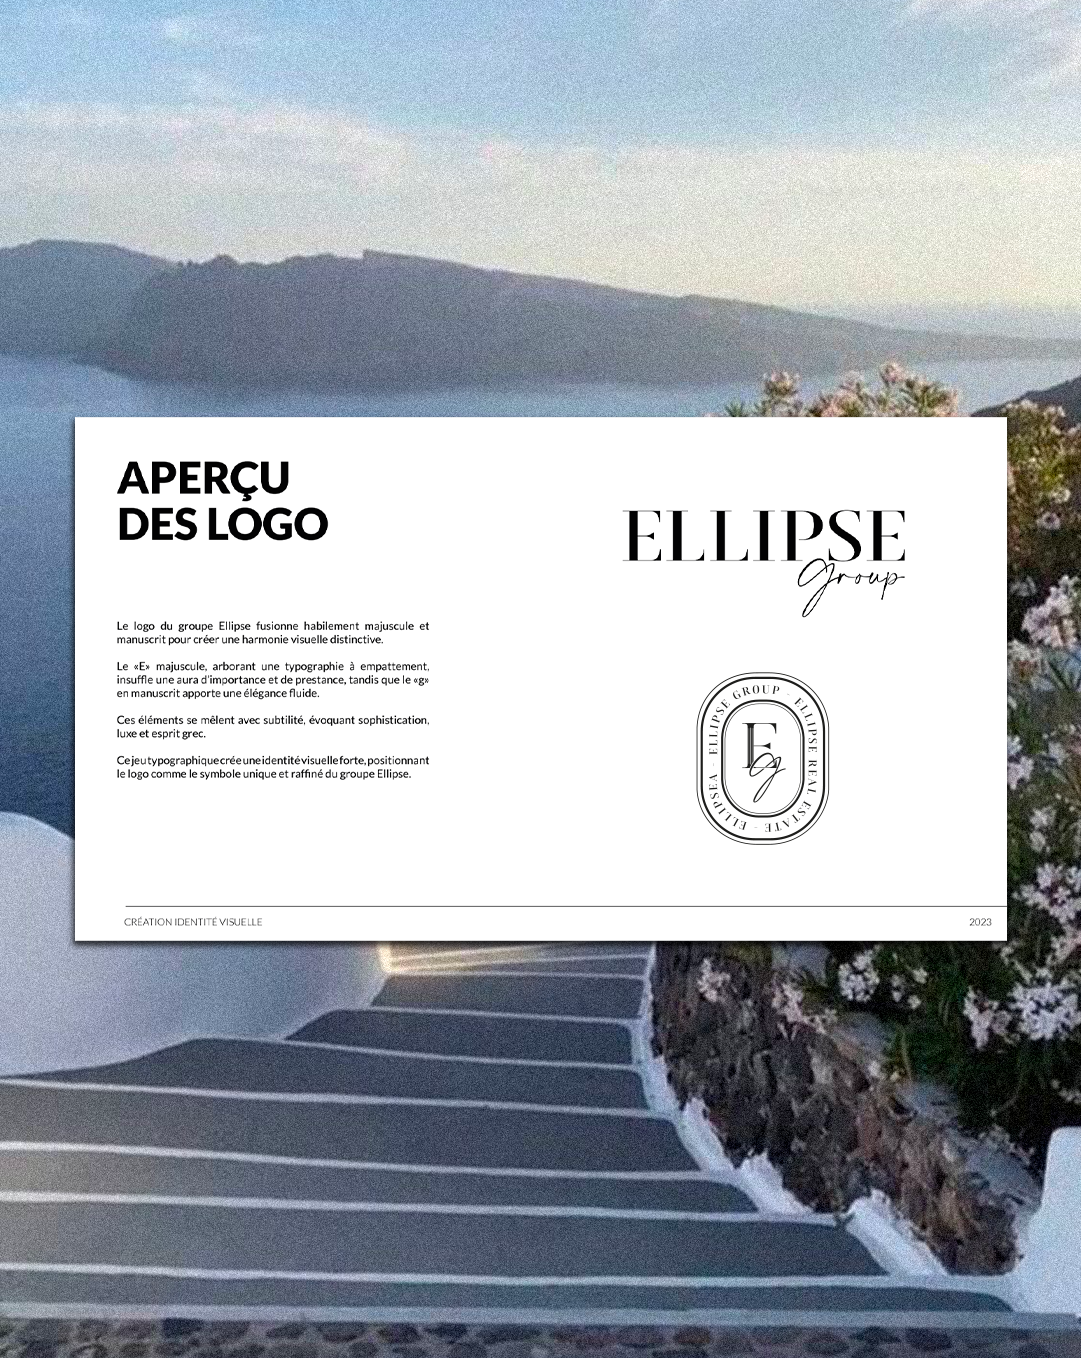 APERÇU
DES LOGO
Le logo du groupe Ellipse fusionne habilement majuscule et
manuscrit pour créer une harmonie visuelle distinctive.
Le «E» majuscule, arborant une typographie à empattement,
insuffle une aura d'importance et de prestance, tandis que le «g»
en manuscrit apporte une élégance fluide.
Ces éléments se mêlent avec subtilité, évoquant sophistication,
luxe et esprit grec.
Ce jeu typographique crée une identité visuelle forte, positionnant
le logo comme le symbole unique et raffiné du groupe Ellipse.
ELLIPSE
Group
ELLIPSE GROUP - ELLIPSE REAL ESTATE - ELLIPSEA -
Eg
CRÉATION IDENTITÉ VISUELLE
2023